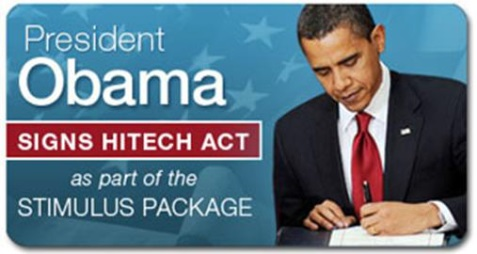 President
Obama
SIGNS HITECH ACT
as part of the
STIMULUS PACKAGE